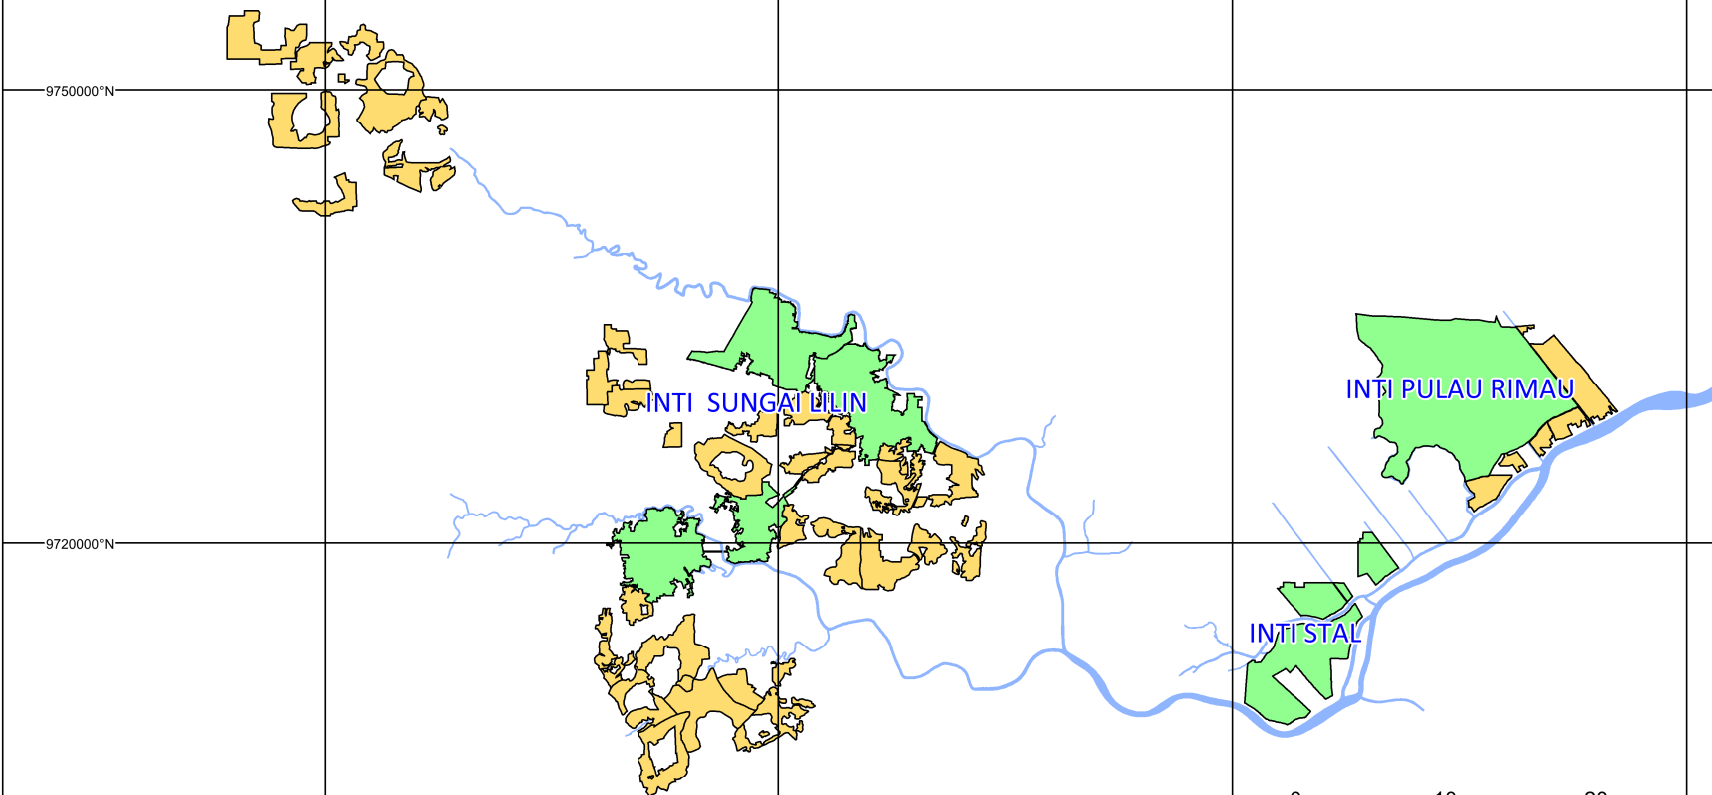 9750000°N
INTI PULAU RIMAU
INTI  SUNGAI LILIN
9720000°N
INTI STAL